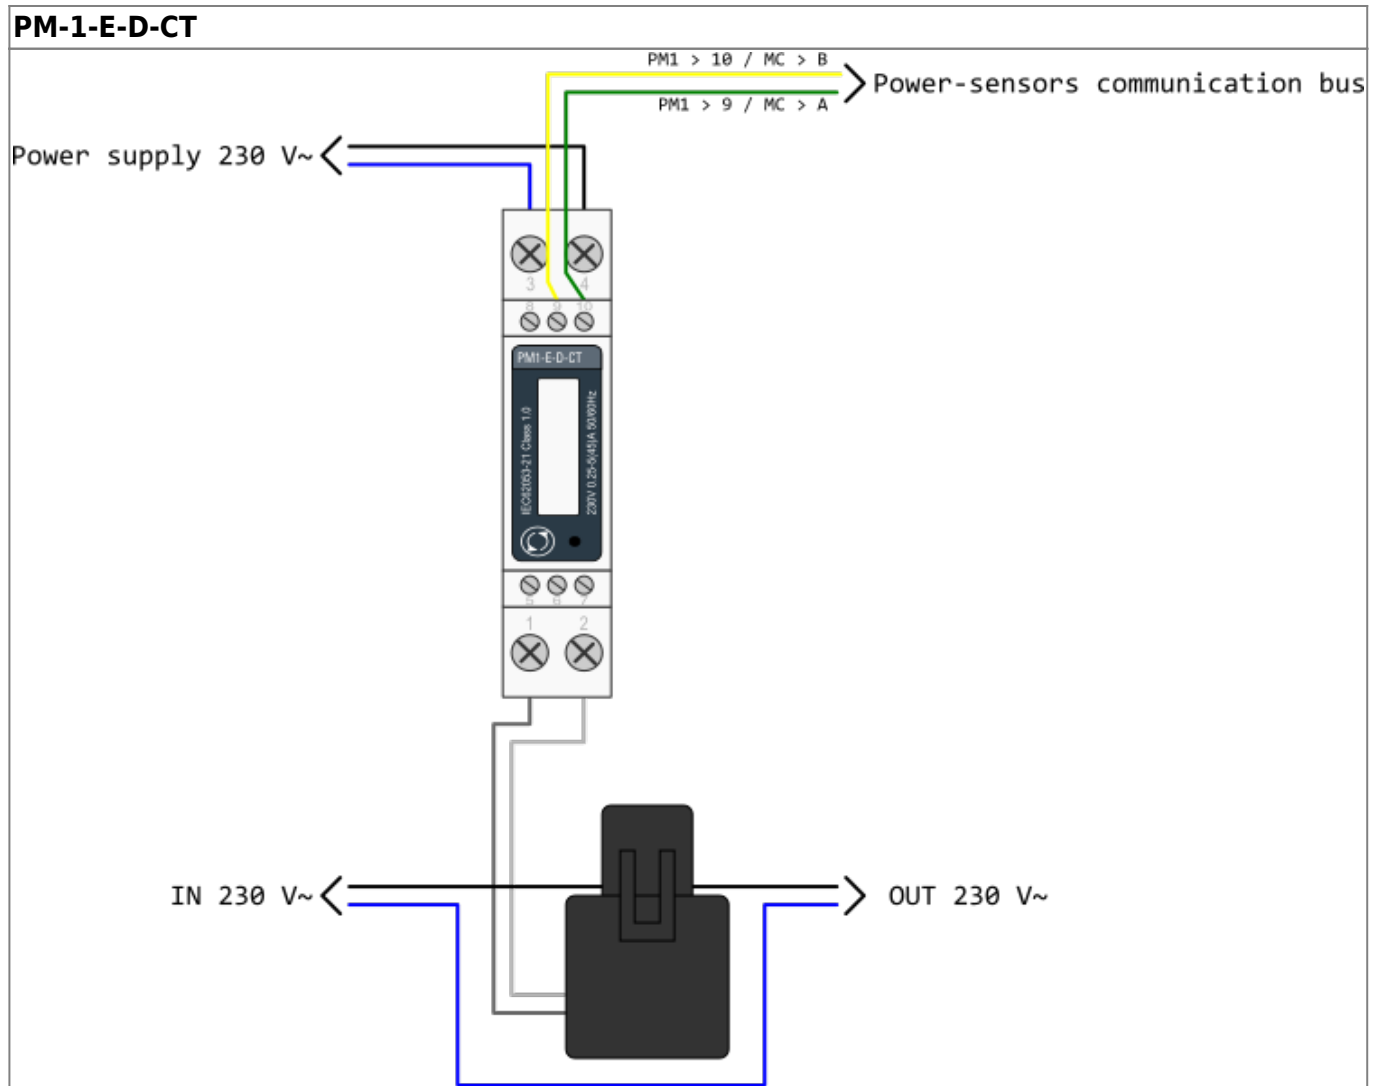 PM-1-E-D-CT
PM1 > 10 / MC > B
Power-sensors communication bus
PM1 > 9 / MC > A
Power supply 230 V~
3 4
8 9 10
PM1-E-D-CT
IEC62053-21 Class 1.0
230V 0.25-5(45)A 50/60Hz
5 6 7
1 2
IN 230 V~
OUT 230 V~